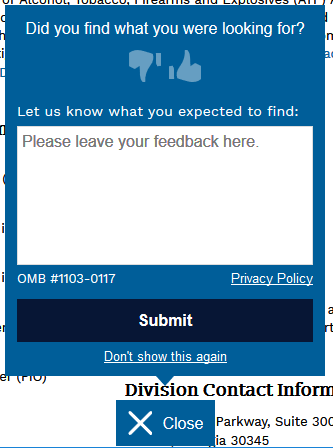 of Alcohol, Tobacco, Firearms and Explosives (ATF)
Did you find what you were looking for?
Let us know what you expected to find:
Please leave your feedback here.
OMB #1103-0117
Privacy Policy
Submit
Don't show this again
er (PIO)
Division Contact Inform
Close
Parkway, Suite 300
gia 30345